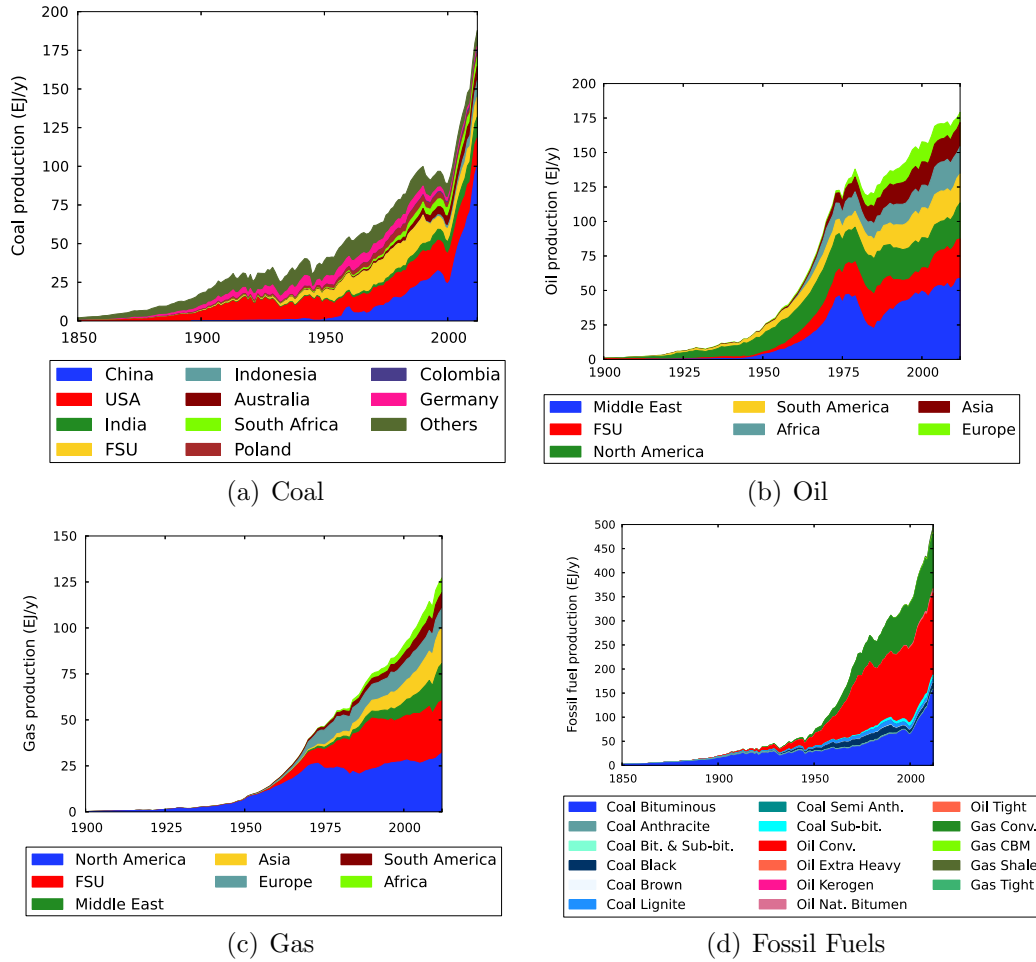 200
175
150
125
100
75
50
25
0
Coal production (EJ/y)
1850
1900
1950
2000
China
USA
India
FSU
Indonesia
Australia
South Africa
Poland
Colombia
Germany
Others
(a) Coal
200
175
150
125
100
75
50
25
0
Oil production (EJ/y)
1900
1925
1950
1975
2000
Middle East
FSU
North America
South America
Africa
Asia
Europe
(b) Oil
150
125
100
75
50
25
0
Gas production (EJ/y)
1900
1925
1950
1975
2000
North America
FSU
Middle East
Asia
Europe
South America
Africa
(c) Gas
500
450
400
350
300
250
200
150
100
50
0
Fossil fuel production (EJ/y)
1850
1900
1950
2000
Coal Bituminous
Coal Anthracite
Coal Bit. & Sub-bit.
Coal Black
Coal Brown
Coal Lignite
Coal Semi Anth.
Coal Sub-bit.
Oil Conv.
Oil Extra Heavy
Oil Kerogen
Oil Nat. Bitumen
Oil Tight
Gas Conv.
Gas CBM
Gas Shale
Gas Tight
(d) Fossil Fuels